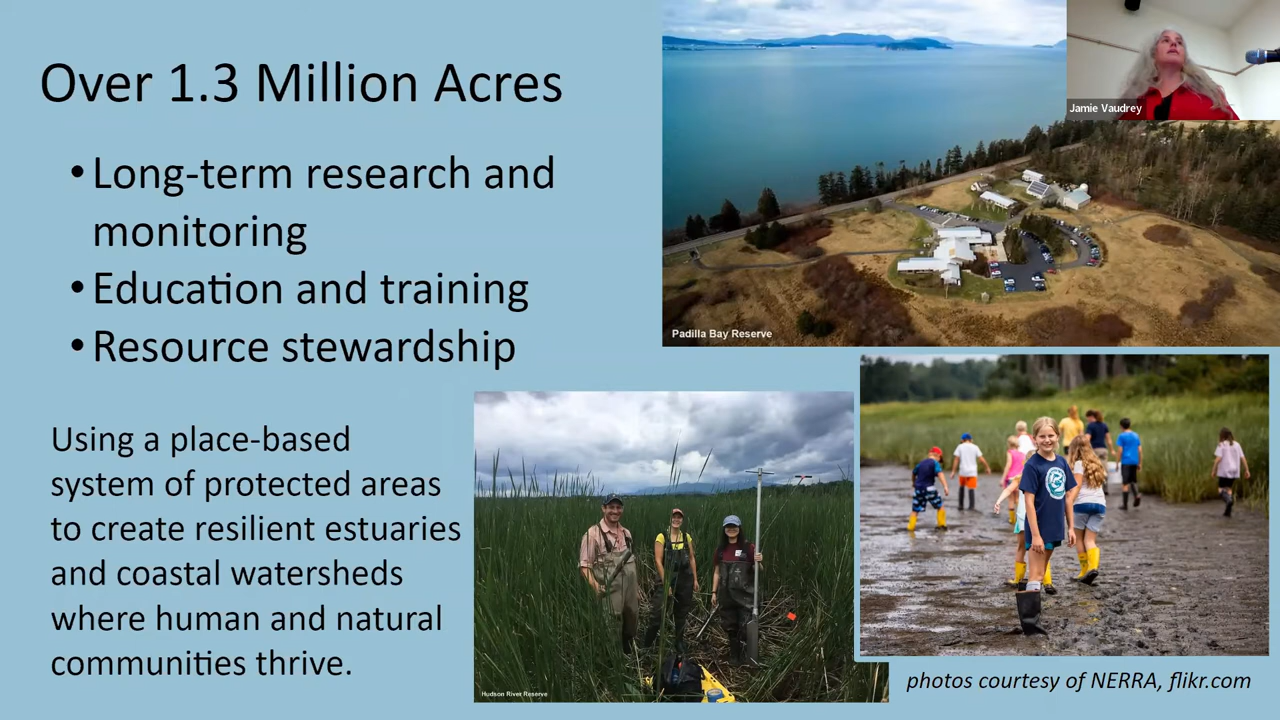 Over 1.3 Million Acres
• Long-term research and
monitoring
• Education and training
• Resource stewardship
Using a place-based
system of protected areas
to create resilient estuaries
and coastal watersheds
where human and natural
communities thrive.
Jamie Vaudrey
Padilla Bay Reserve
Hudson River Reserve
photos courtesy of NERRA, flikr.com